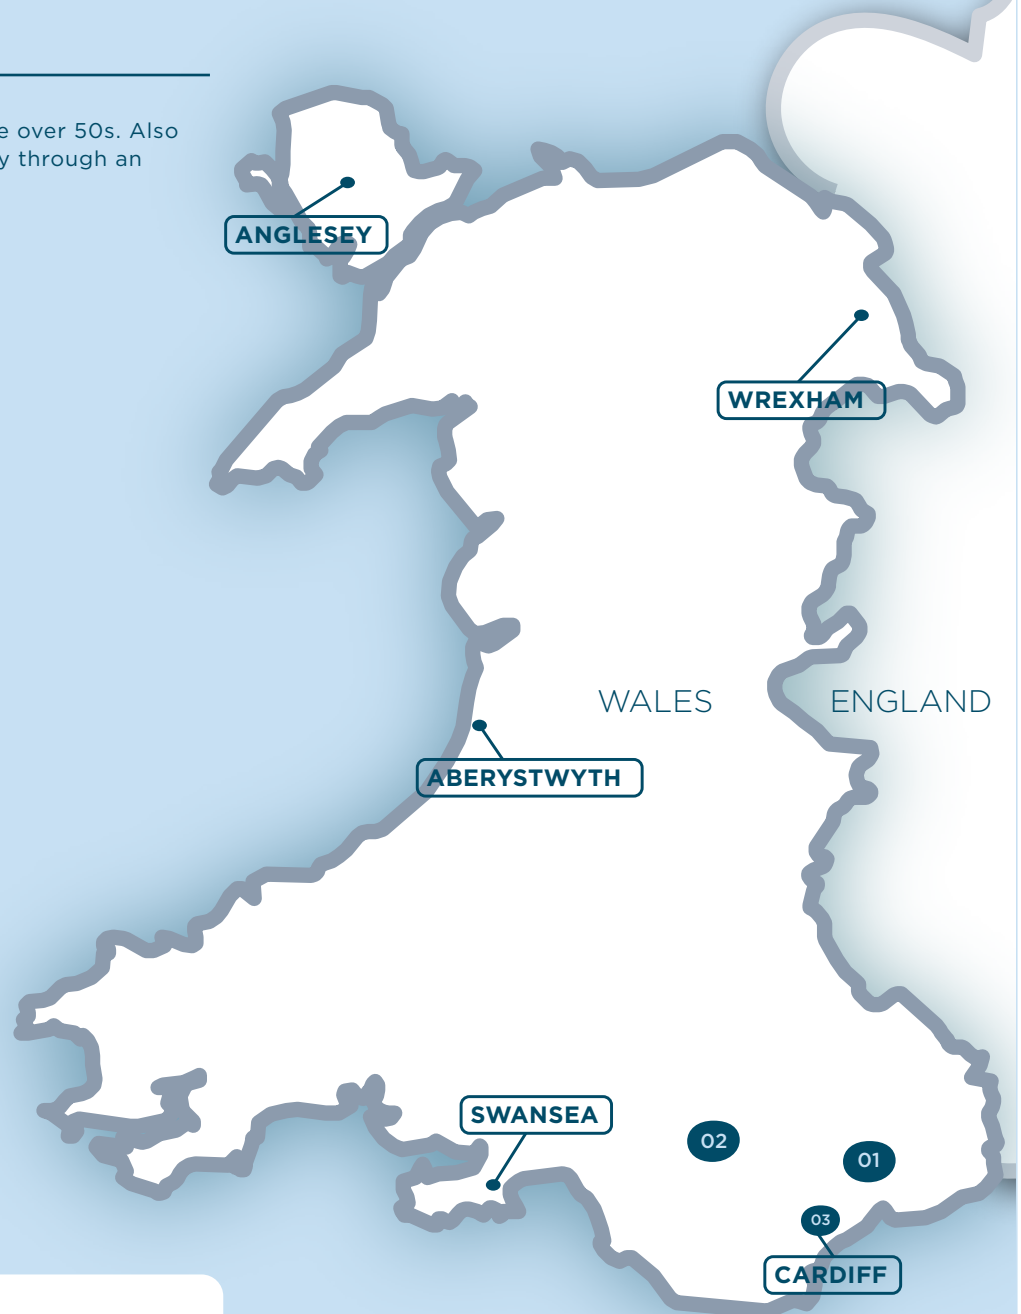 e over 50s. Also
y through an
ANGLESEY
WREXHAM
WALES
ENGLAND
ABERYSTWYTH
SWANSEA
02
01
03
CARDIFF